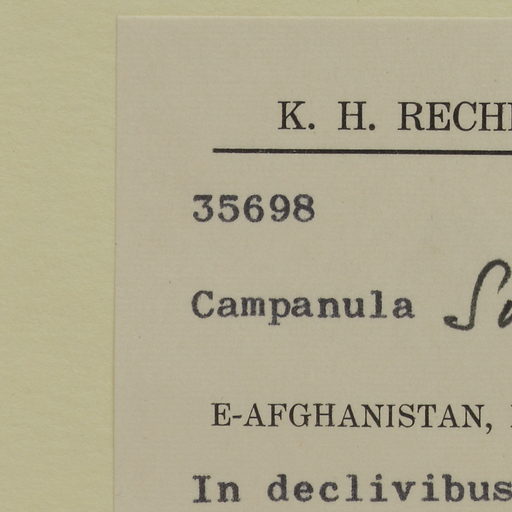 K. H. RECH
35698
Campanula
E-AFGHANISTAN,
In declivibus